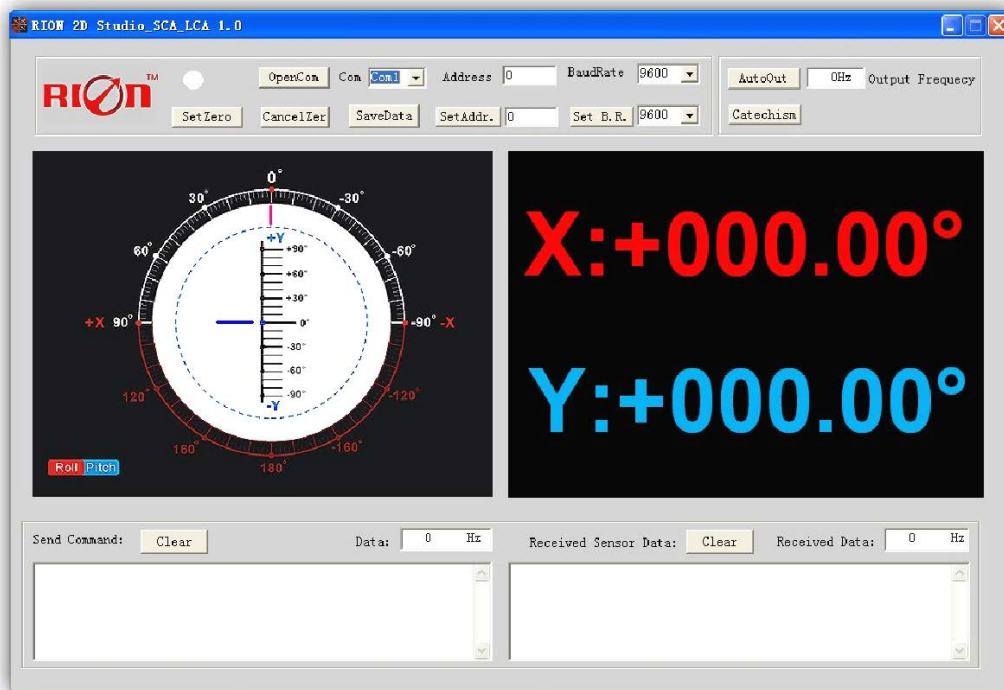 RION 2D Studio_SCA_LCA 1.0
RION TM
OpenCom Com Com1 Address 0 BaudRate 9600
SetZero CancelZer SaveData SetAddr. 0 Set B.R. 9600
AutoOut 0Hz Output Frequecy
Catechism
0°
30° -30°
60° -60°
+X 90° -90° -X
120° -120°
160° -160°
180°
+Y
+90°
+60°
+30°
0°
-30°
-60°
-90°
-Y
Roll Pitch
X:+000.00°
Y:+000.00°
Send Command: Clear Data: 0 Hz
Received Sensor Data: Clear Received Data: 0 Hz